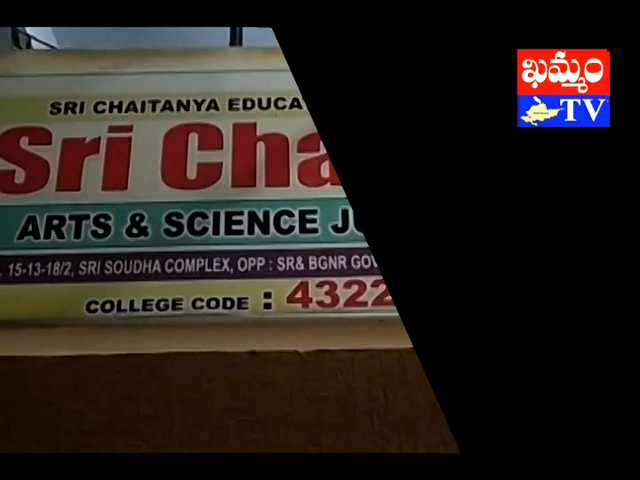 SRI CHAITANYA EDUCA
Sri Cha
ARTS & SCIENCE JU
15-13-18/2, SRI SOUDHA COMPLEX, OPP : SR& BGNR GOV
COLLEGE CODE : 4322
ఖమ్మం
TV